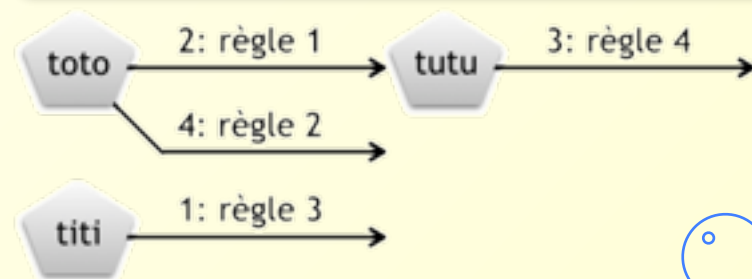 2: règle 1
3: règle 4
toto
tutu
4: règle 2
1: règle 3
titi